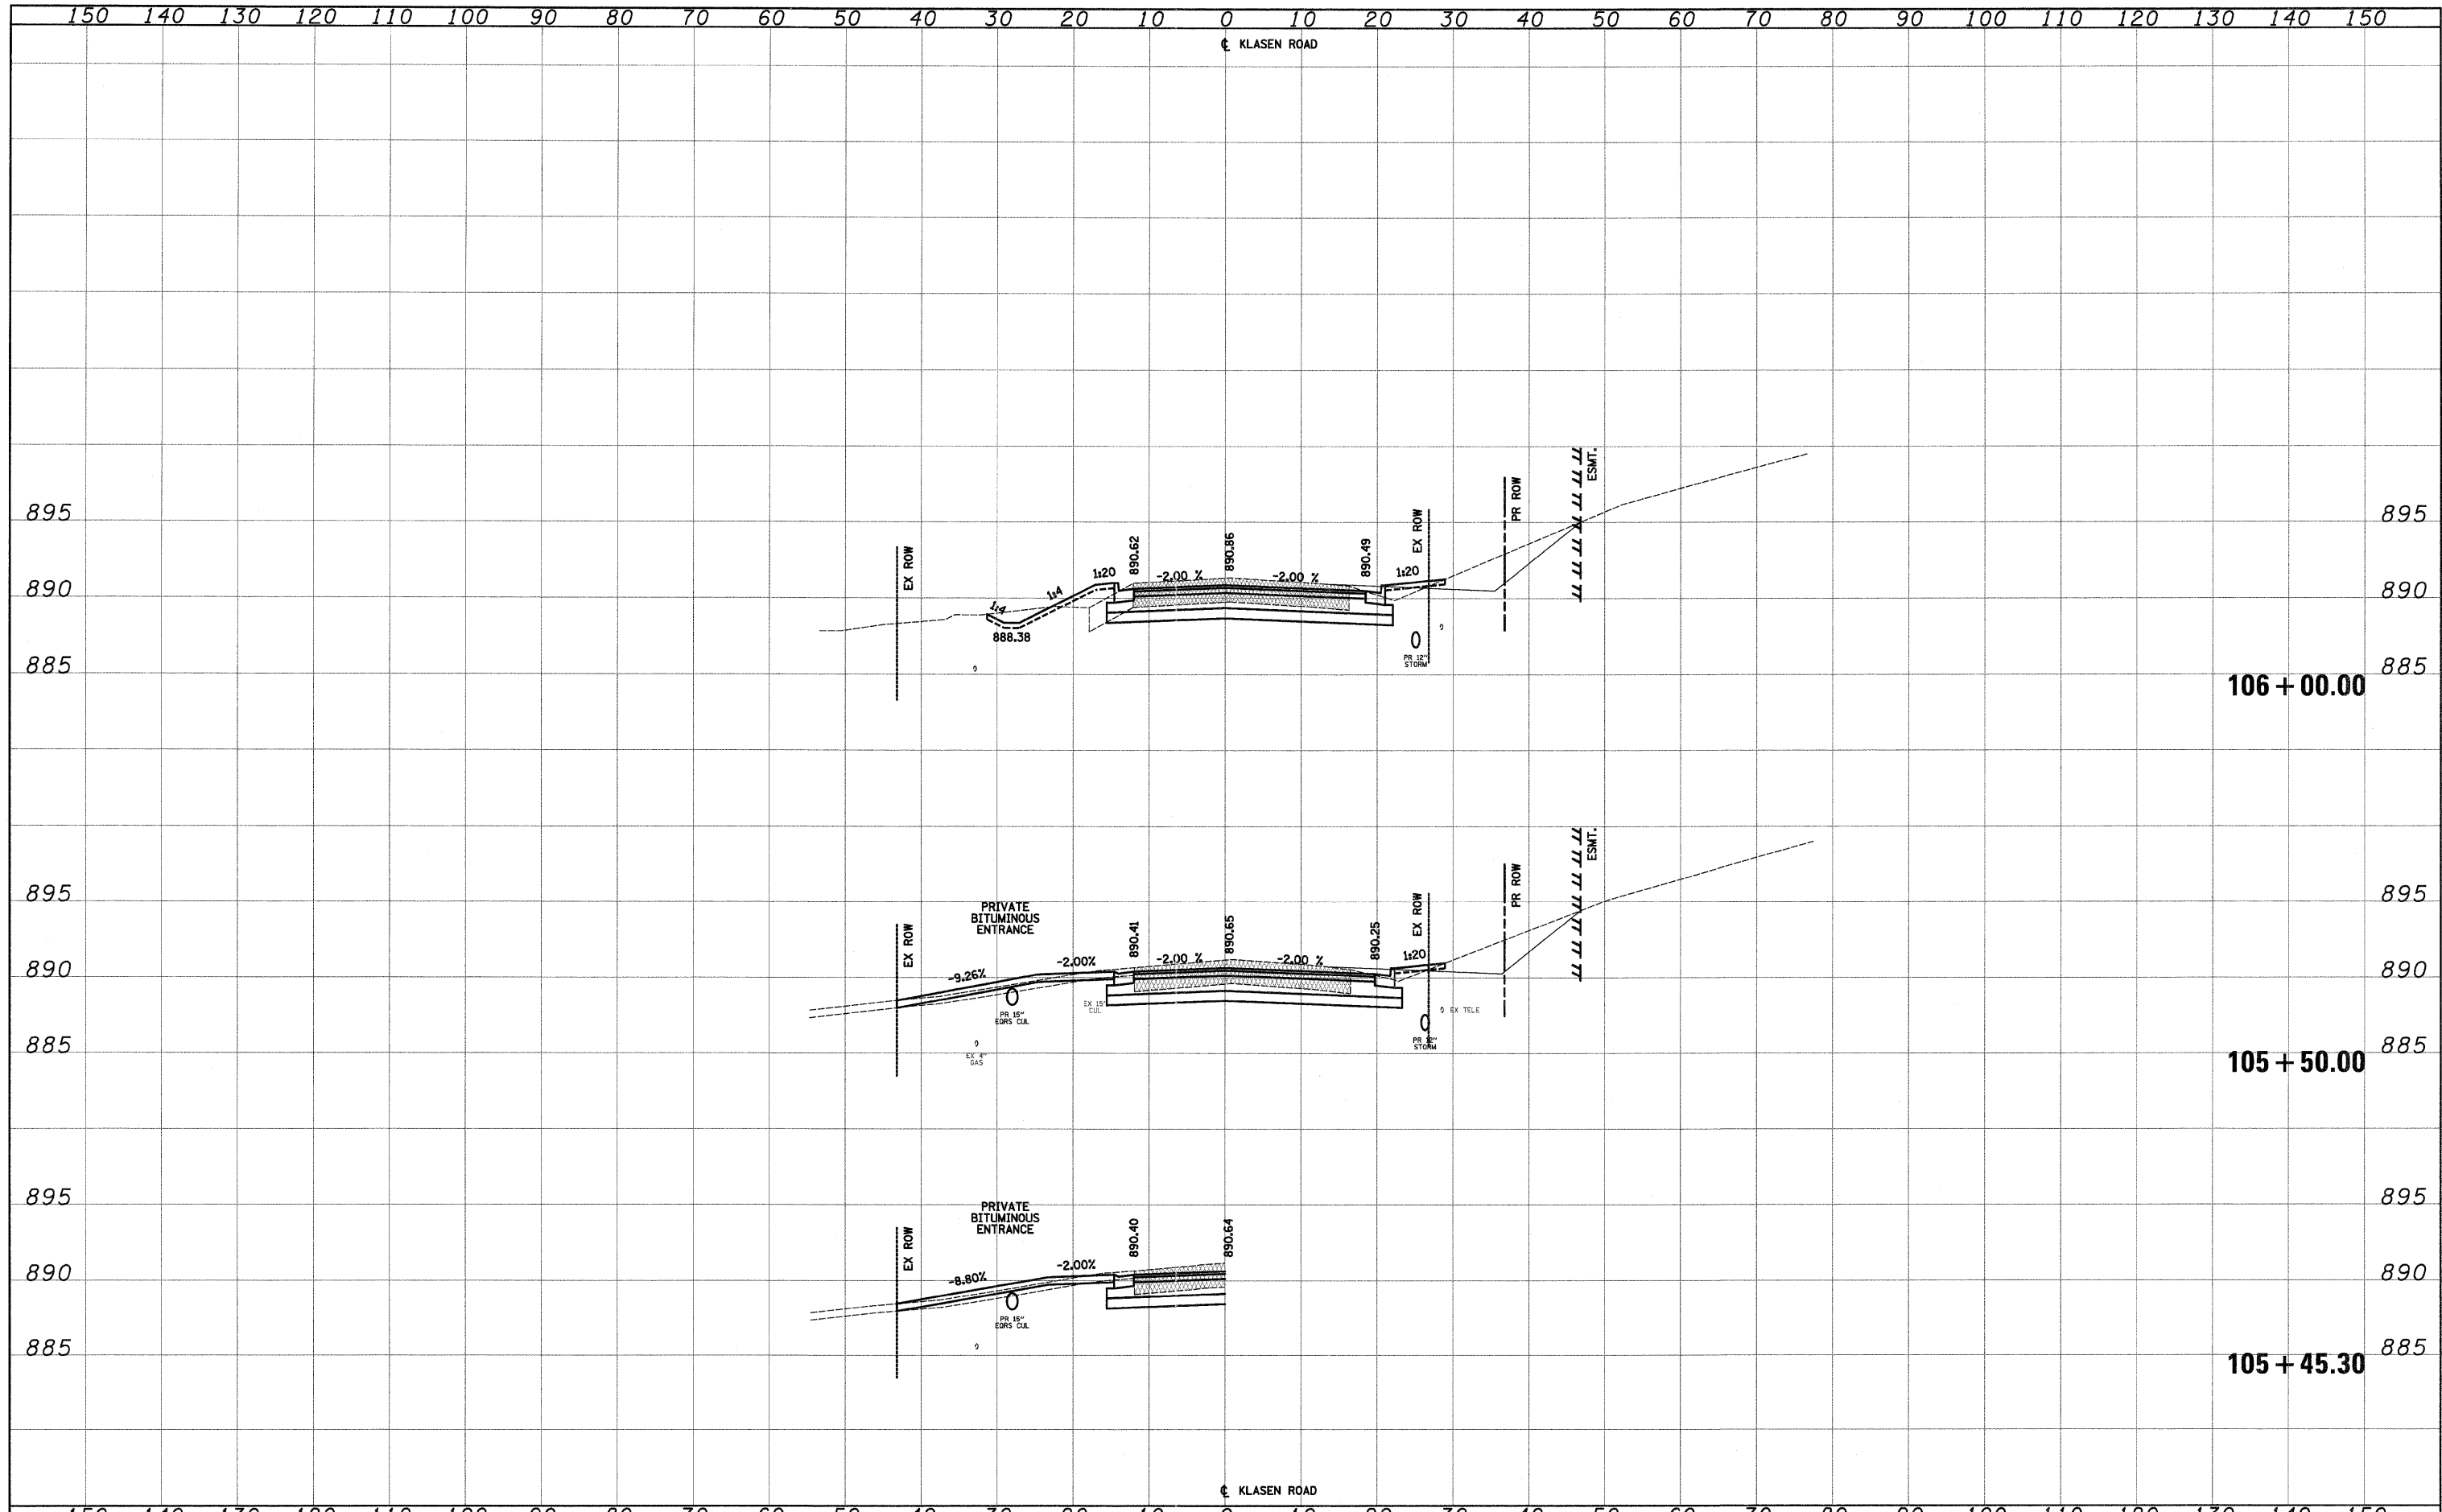 150 140 130 120 110 100 90 80 70 60 50 40 30 20 10 0 10 20 30 40 50 60 70 80 90 100 110 120 130 140 150
℄ KLASEN ROAD
895 895
890 890
885 885
EX ROW
1:4
888.38
1:4
1:20
890.62
-2.00 %
890.86
-2.00 %
890.49
1:20
EX ROW
PR ROW
ESMT.
PR 12"
STORM
106 + 00.00
895 895
890 890
885 885
PRIVATE
BITUMINOUS
ENTRANCE
EX ROW
-9.26%
-2.00%
890.41
-2.00 %
890.65
-2.00 %
890.25
1:20
EX ROW
PR ROW
ESMT.
PR 15"
EQRS CUL
EX 15"
CUL
EX 4"
GAS
EX TELE
PR 12"
STORM
105 + 50.00
895 895
890 890
885 885
PRIVATE
BITUMINOUS
ENTRANCE
EX ROW
-8.80%
-2.00%
890.40
890.64
PR 15"
EQRS CUL
105 + 45.30
℄ KLASEN ROAD